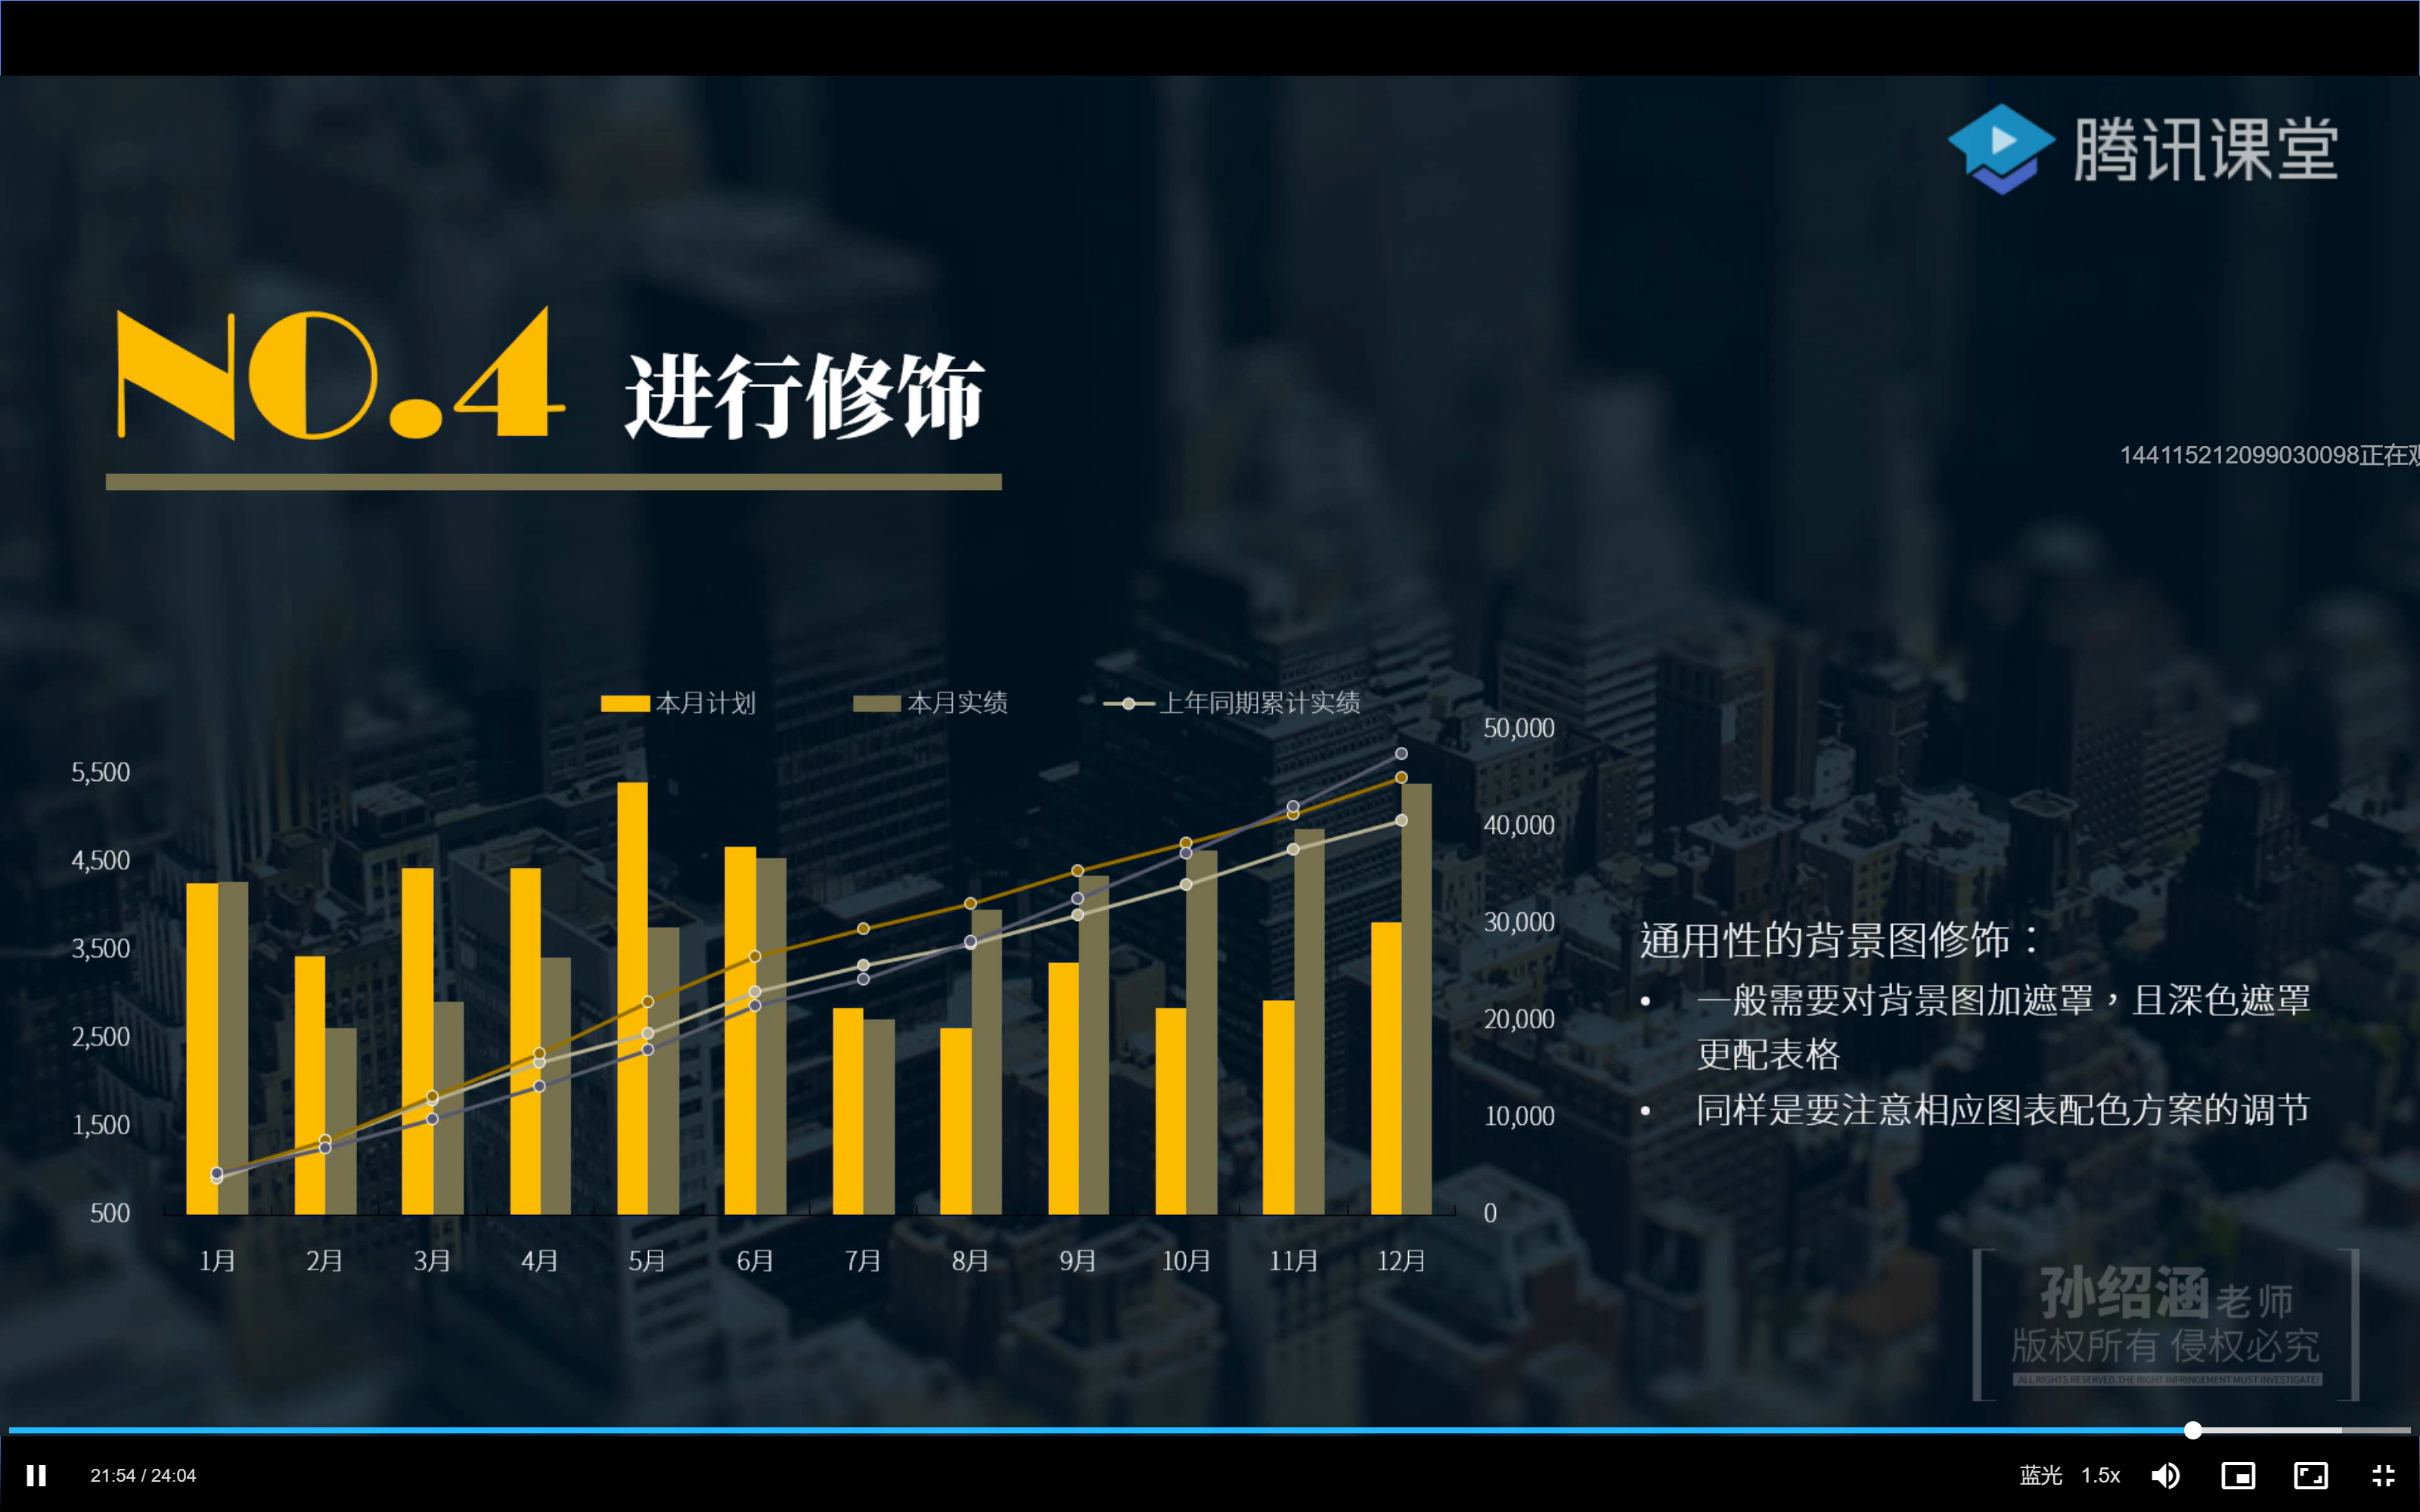 腾讯课堂
NO.4 进行修饰
144115212099030098正在
本月计划 本月实绩 上年同期累计实绩
50,000
5,500
40,000
4,500
30,000
3,500
20,000
2,500
10,000
1,500
0
500
1月 2月 3月 4月 5月 6月 7月 8月 9月 10月 11月 12月
通用性的背景图修饰：
• 一般需要对背景图加遮罩，且深色遮罩
更配表格
• 同样是要注意相应图表配色方案的调节
孙绍涵老师
版权所有 侵权必究
ALL RIGHTS RESERVED,THE RIGHT INFRINGEMENT MUST INVESTIGATE!
21:54 / 24:04
蓝光 1.5x